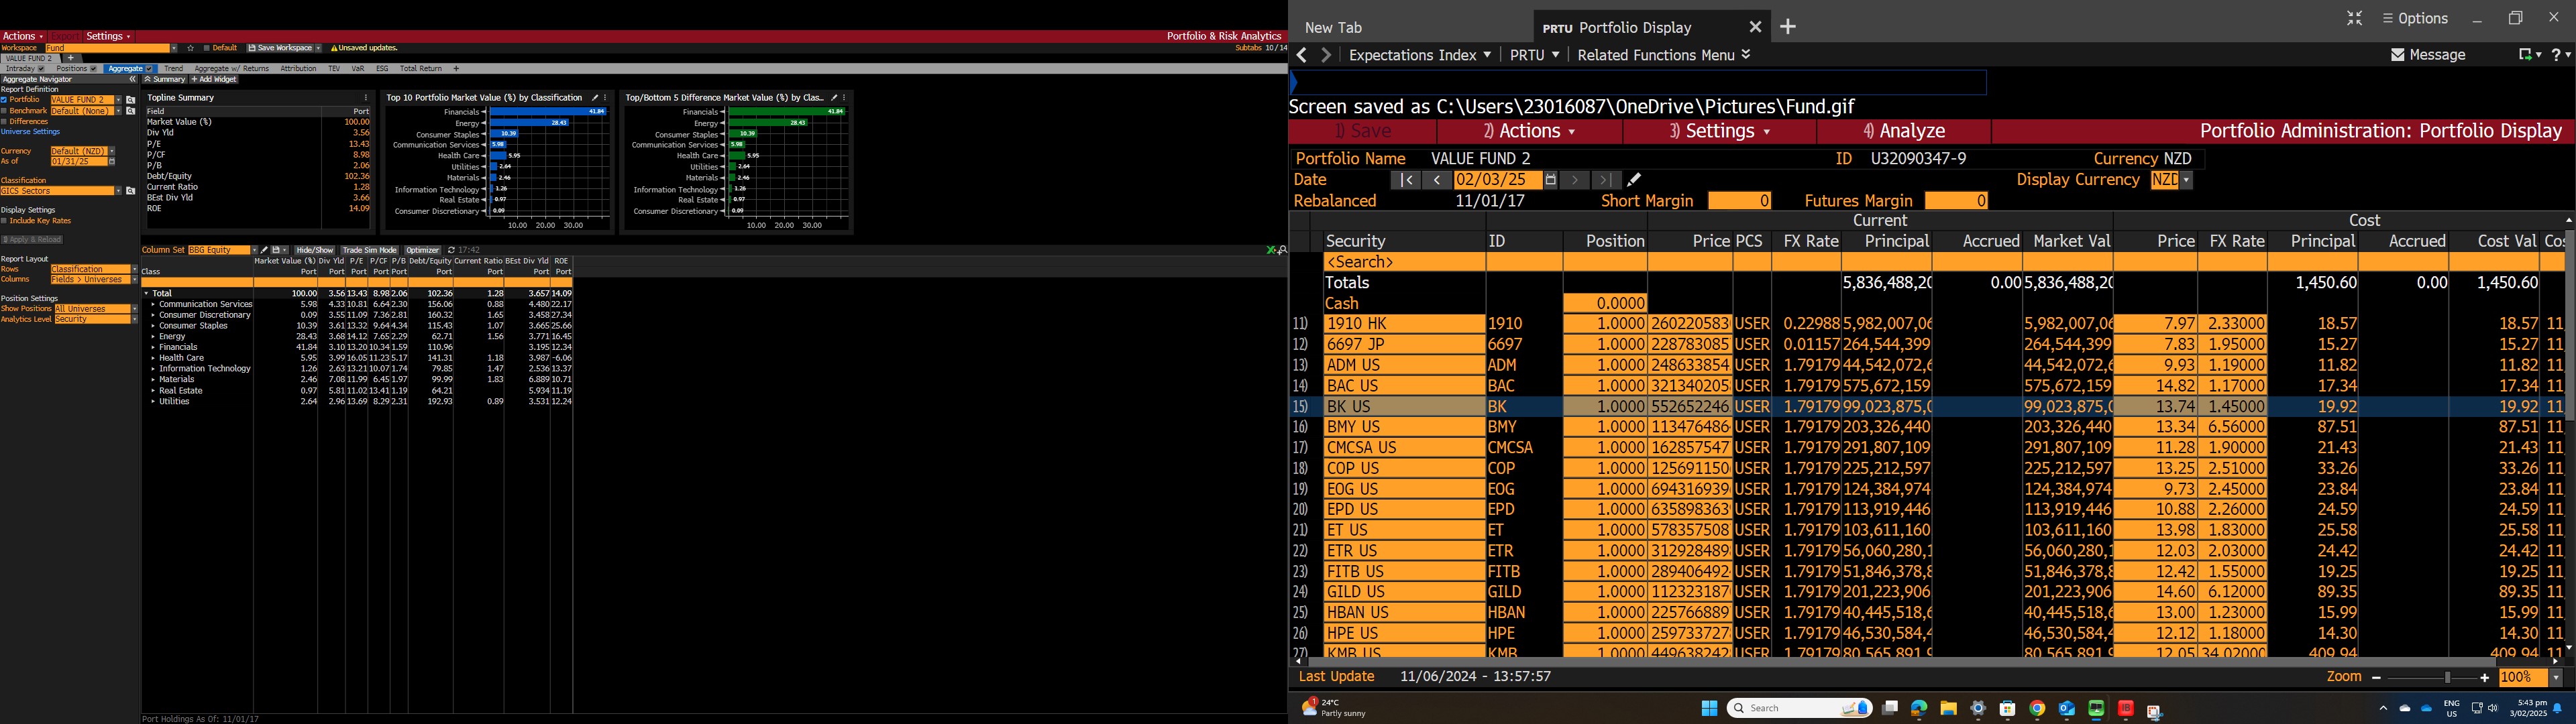 Actions Export Settings Portfolio & Risk Analytics
Workspace Fund Default Save Workspace Unsaved updates. Subtabs 10 / 14
VALUE FUND 2 +
Intraday Positions Aggregate Trend Aggregate w/ Returns Attribution TEV VaR ESG Total Return +
Aggregate Navigator « Summary + Add Widget
Report Definition
Portfolio VALUE FUND 2
Benchmark Default (None)
Differences
Universe Settings
Currency Default (NZD)
As of 01/31/25
Classification
GICS Sectors
Display Settings
Include Key Rates
Apply & Reload
Report Layout
Rows Classification
Columns Fields > Universes
Position Settings
Show Positions All Universes
Analytics Level Security
Topline Summary
Field Port
Market Value (%) 100.00
Div Yld 3.56
P/E 13.43
P/CF 8.98
P/B 2.06
Debt/Equity 102.36
Current Ratio 1.28
BEst Div Yld 3.66
ROE 14.09
Top 10 Portfolio Market Value (%) by Classification
Financials 41.84
Energy 28.43
Consumer Staples 10.39
Communication Services 5.98
Health Care 5.95
Utilities 2.64
Materials 2.46
Information Technology 1.26
Real Estate 0.97
Consumer Discretionary 0.09
10.00 20.00 30.00
Top/Bottom 5 Difference Market Value (%) by Clas...
Financials 41.84
Energy 28.43
Consumer Staples 10.39
Communication Services 5.98
Health Care 5.95
Utilities 2.64
Materials 2.46
Information Technology 1.26
Real Estate 0.97
Consumer Discretionary 0.09
10.00 20.00 30.00
Column Set BBG Equity Hide/Show Trade Sim Mode Optimizer 17:42
Market Value (%) Div Yld P/E P/CF P/B Debt/Equity Current Ratio BEst Div Yld ROE
Class Port Port Port Port Port Port Port Port Port
Total 100.00 3.56 13.43 8.98 2.06 102.36 1.28 3.657 14.09
Communication Services 5.98 4.33 10.81 6.64 2.30 156.06 0.88 4.480 22.17
Consumer Discretionary 0.09 3.55 11.09 7.36 2.81 160.32 1.65 3.458 27.34
Consumer Staples 10.39 3.61 13.32 9.64 4.34 115.43 1.07 3.665 25.66
Energy 28.43 3.68 14.12 7.65 2.29 62.71 1.56 3.771 16.45
Financials 41.84 3.10 13.20 10.34 1.59 110.96 3.195 12.34
Health Care 5.95 3.99 16.05 11.23 5.17 141.31 1.18 3.987 -6.06
Information Technology 1.26 2.63 13.21 10.07 1.74 79.85 1.47 2.536 13.37
Materials 2.46 7.08 11.99 6.45 1.97 99.99 1.83 6.889 10.71
Real Estate 0.97 5.81 11.02 13.41 1.19 64.21 5.934 11.19
Utilities 2.64 2.96 13.69 8.29 2.31 192.93 0.89 3.531 12.24
Port Holdings As Of: 11/01/17
New Tab PRTU Portfolio Display × + Options
Expectations Index PRTU Related Functions Menu Message ?
Screen saved as C:\Users\23016087\OneDrive\Pictures\Fund.gif
1) Save 2) Actions 3) Settings 4) Analyze Portfolio Administration: Portfolio Display
Portfolio Name VALUE FUND 2 ID U32090347-9 Currency NZD
Date 02/03/25 Display Currency NZD
Rebalanced 11/01/17 Short Margin 0 Futures Margin 0
Current Cost
Security ID Position Price PCS FX Rate Principal Accrued Market Val Price FX Rate Principal Accrued Cost Val Cos
<Search>
Totals 5,836,488,20 0.00 5,836,488,20 1,450.60 0.00 1,450.60
Cash 0.0000
11) 1910 HK 1910 1.0000 260220583 USER 0.22988 5,982,007,06 5,982,007,06 7.97 2.33000 18.57 18.57 11,
12) 6697 JP 6697 1.0000 228783085 USER 0.01157 264,544,399 264,544,399 7.83 1.95000 15.27 15.27 11,
13) ADM US ADM 1.0000 248633854 USER 1.79179 44,542,072,6 44,542,072,6 9.93 1.19000 11.82 11.82 11,
14) BAC US BAC 1.0000 321340205 USER 1.79179 575,672,159 575,672,159 14.82 1.17000 17.34 17.34 11,
15) BK US BK 1.0000 552652246 USER 1.79179 99,023,875,0 99,023,875,0 13.74 1.45000 19.92 19.92 11,
16) BMY US BMY 1.0000 113476486 USER 1.79179 203,326,440 203,326,440 13.34 6.56000 87.51 87.51 11,
17) CMCSA US CMCSA 1.0000 162857547 USER 1.79179 291,807,109 291,807,109 11.28 1.90000 21.43 21.43 11,
18) COP US COP 1.0000 125691150 USER 1.79179 225,212,597 225,212,597 13.25 2.51000 33.26 33.26 11,
19) EOG US EOG 1.0000 694316939 USER 1.79179 124,384,974 124,384,974 9.73 2.45000 23.84 23.84 11,
20) EPD US EPD 1.0000 635898363 USER 1.79179 113,919,446 113,919,446 10.88 2.26000 24.59 24.59 11,
21) ET US ET 1.0000 578357508 USER 1.79179 103,611,160 103,611,160 13.98 1.83000 25.58 25.58 11,
22) ETR US ETR 1.0000 312928489 USER 1.79179 56,060,280,1 56,060,280,1 12.03 2.03000 24.42 24.42 11,
23) FITB US FITB 1.0000 289406492 USER 1.79179 51,846,378,8 51,846,378,8 12.42 1.55000 19.25 19.25 11,
24) GILD US GILD 1.0000 112323187 USER 1.79179 201,223,906 201,223,906 14.60 6.12000 89.35 89.35 11,
25) HBAN US HBAN 1.0000 225766889 USER 1.79179 40,445,518,6 40,445,518,6 13.00 1.23000 15.99 15.99 11,
26) HPE US HPE 1.0000 259733727 USER 1.79179 46,530,584,4 46,530,584,4 12.12 1.18000 14.30 14.30 11,
27) KMB US KMB 1.0000 449638242 USER 1.79179 80,565,891,9 80,565,891,9 12.05 34.02000 409.94 409.94 11,
Last Update 11/06/2024 - 13:57:57 Zoom - + 100%
1 24°C
Partly sunny
Search
ENG
US
5:43 pm
3/02/2025